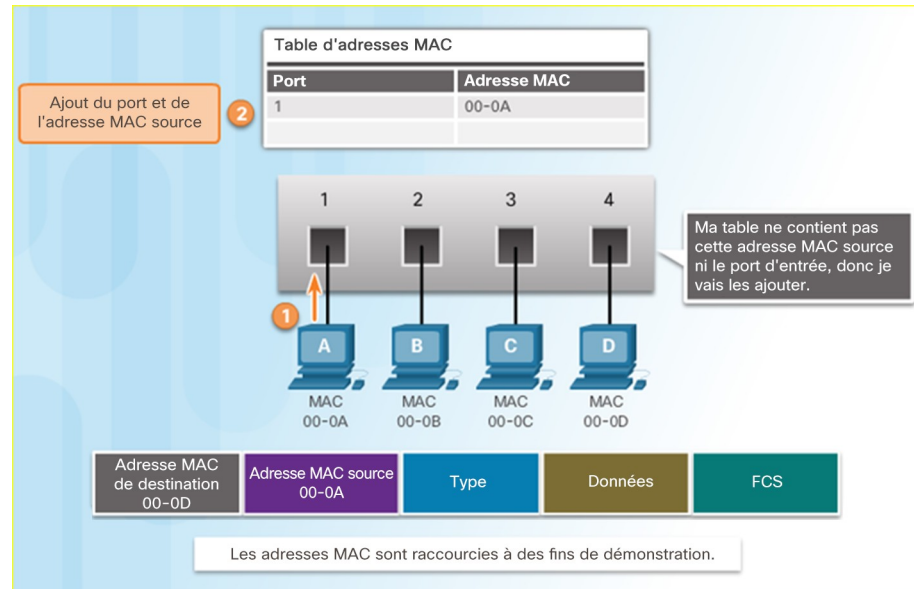 Table d'adresses MAC
Port Adresse MAC
1 00-0A
Ajout du port et de
l'adresse MAC source
2
1 2 3 4
Ma table ne contient pas
cette adresse MAC source
ni le port d'entrée, donc je
vais les ajouter.
1
A B C D
MAC MAC MAC MAC
00-0A 00-0B 00-0C 00-0D
Adresse MAC
de destination
00-0D
Adresse MAC source
00-0A
Type
Données
FCS
Les adresses MAC sont raccourcies à des fins de démonstration.